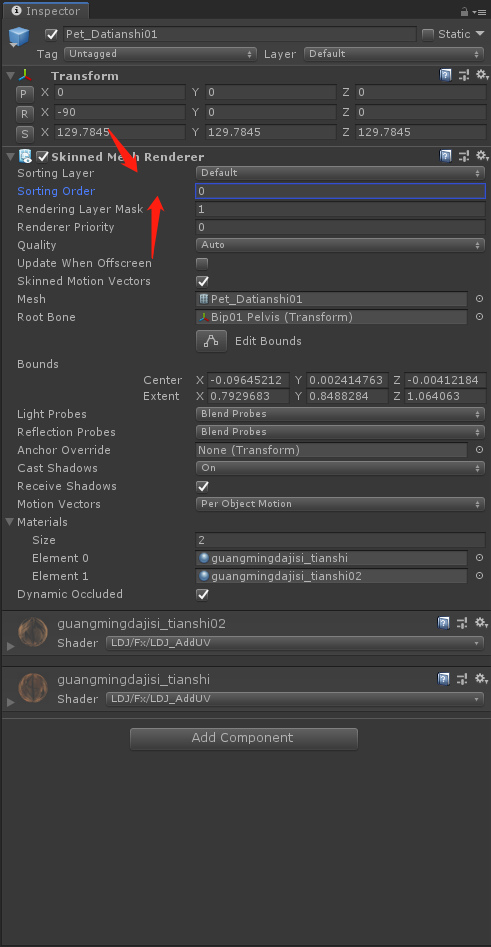 Inspector
Pet_Datianshi01 Static
Tag Untagged Layer Default
Transform
P X 0 Y 0 Z 0
R X -90 Y 0 Z 0
S X 129.7845 Y 129.7845 Z 129.7845
Skinned Mesh Renderer
Sorting Layer Default
Sorting Order 0
Rendering Layer Mask 1
Renderer Priority 0
Quality Auto
Update When Offscreen
Skinned Motion Vectors
Mesh Pet_Datianshi01
Root Bone Bip01 Pelvis (Transform)
Edit Bounds
Bounds
Center X -0.09645212 Y 0.002414763 Z -0.00412184
Extent X 0.7929683 Y 0.8488284 Z 1.064063
Light Probes Blend Probes
Reflection Probes Blend Probes
Anchor Override None (Transform)
Cast Shadows On
Receive Shadows
Motion Vectors Per Object Motion
Materials
Size 2
Element 0 guangmingdajisi_tianshi
Element 1 guangmingdajisi_tianshi02
Dynamic Occluded
guangmingdajisi_tianshi02
Shader LDJ/Fx/LDJ_AddUV
guangmingdajisi_tianshi
Shader LDJ/Fx/LDJ_AddUV
Add Component